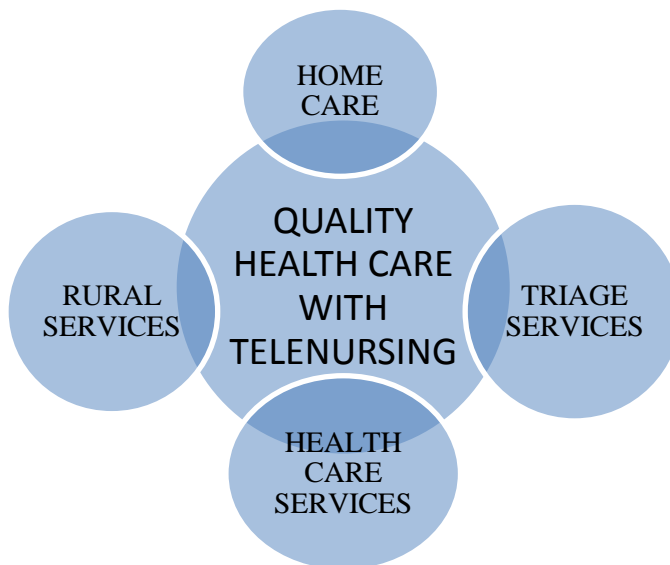 HOME
CARE
QUALITY
HEALTH CARE
WITH
TELENURSING
RURAL
SERVICES
TRIAGE
SERVICES
HEALTH
CARE
SERVICES